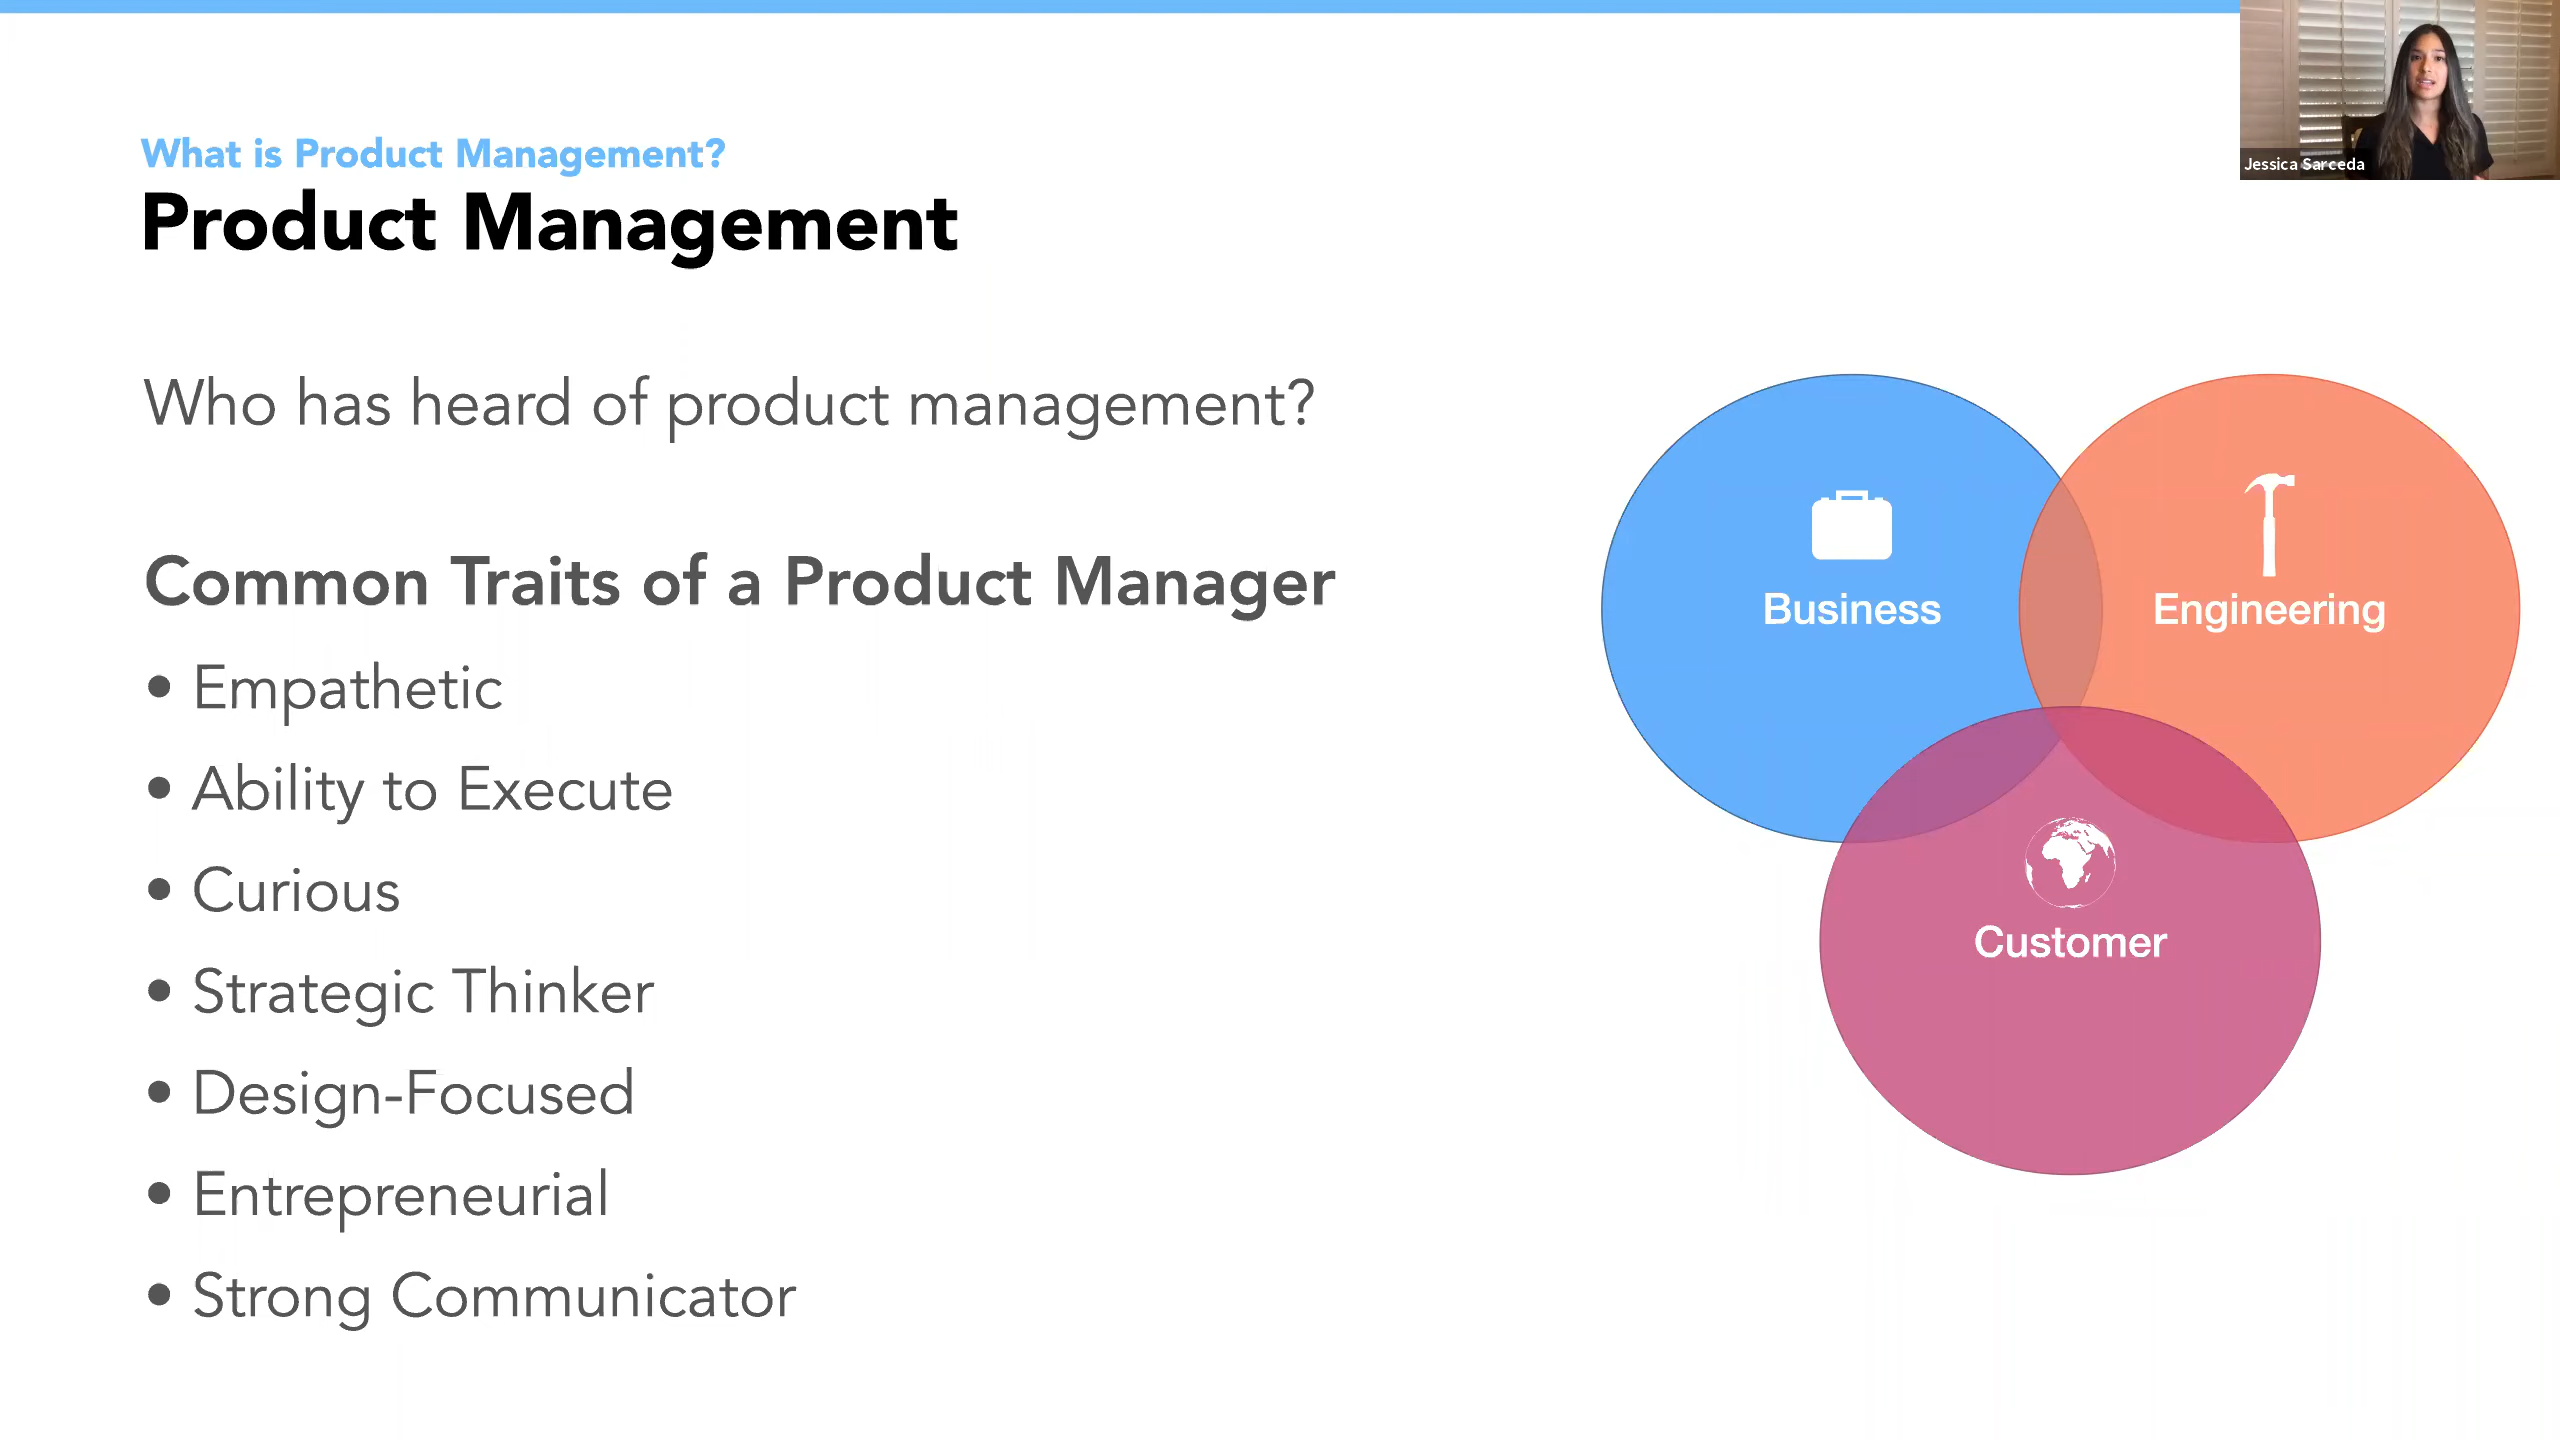 Jessica Sarceda
What is Product Management?
Product Management
Who has heard of product management?
Common Traits of a Product Manager
• Empathetic
• Ability to Execute
• Curious
• Strategic Thinker
• Design-Focused
• Entrepreneurial
• Strong Communicator
Business
Engineering
Customer